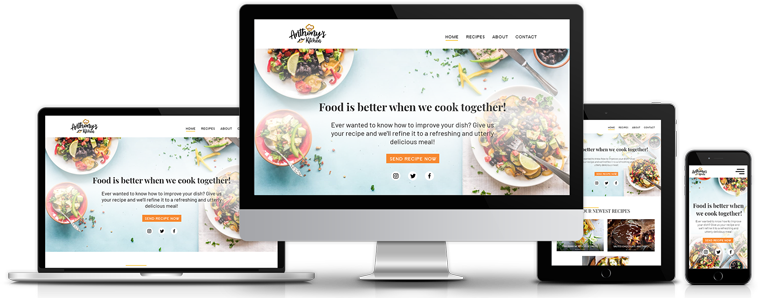 Anthony's
Kitchen
HOME RECIPES ABOUT CONTACT
Food is better when we cook together!
Ever wanted to know how to improve your dish? Give us
your recipe and we'll refine it to a refreshing and utterly
delicious meal!
SEND RECIPE NOW
Anthony's
Kitchen
HOME RECIPES ABOUT
Food is better when we cook together!
Ever wanted to know how to improve your dish? Give us
your recipe and we'll refine it to a refreshing and utterly
delicious meal!
SEND RECIPE NOW
HOME RECIPES ABOUT CONTACT
better when we cook together!
SEND RECIPE NOW
OUR NEWEST RECIPES
Anthony's
Food is better when
we cook together!
SEND RECIPE NOW